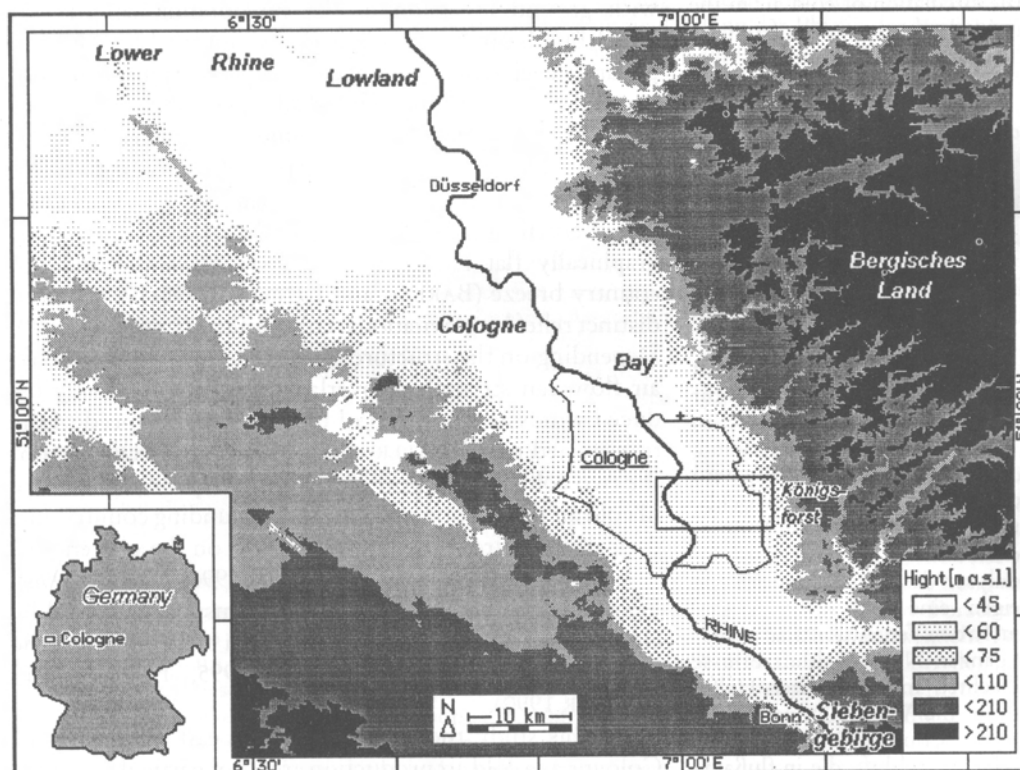 6°30'
7°00' E
Lower
Rhine
Lowland
Düsseldorf
Bergisches
Land
Cologne
Bay
51°00'N
Cologne
Königs-
forst
Germany
Cologne
RHINE
Bonn
Sieben-
gebirge
N
10 km
Hight [m a.s.l.]
< 45
< 60
< 75
<110
<210
>210
6°30'
7°00' E